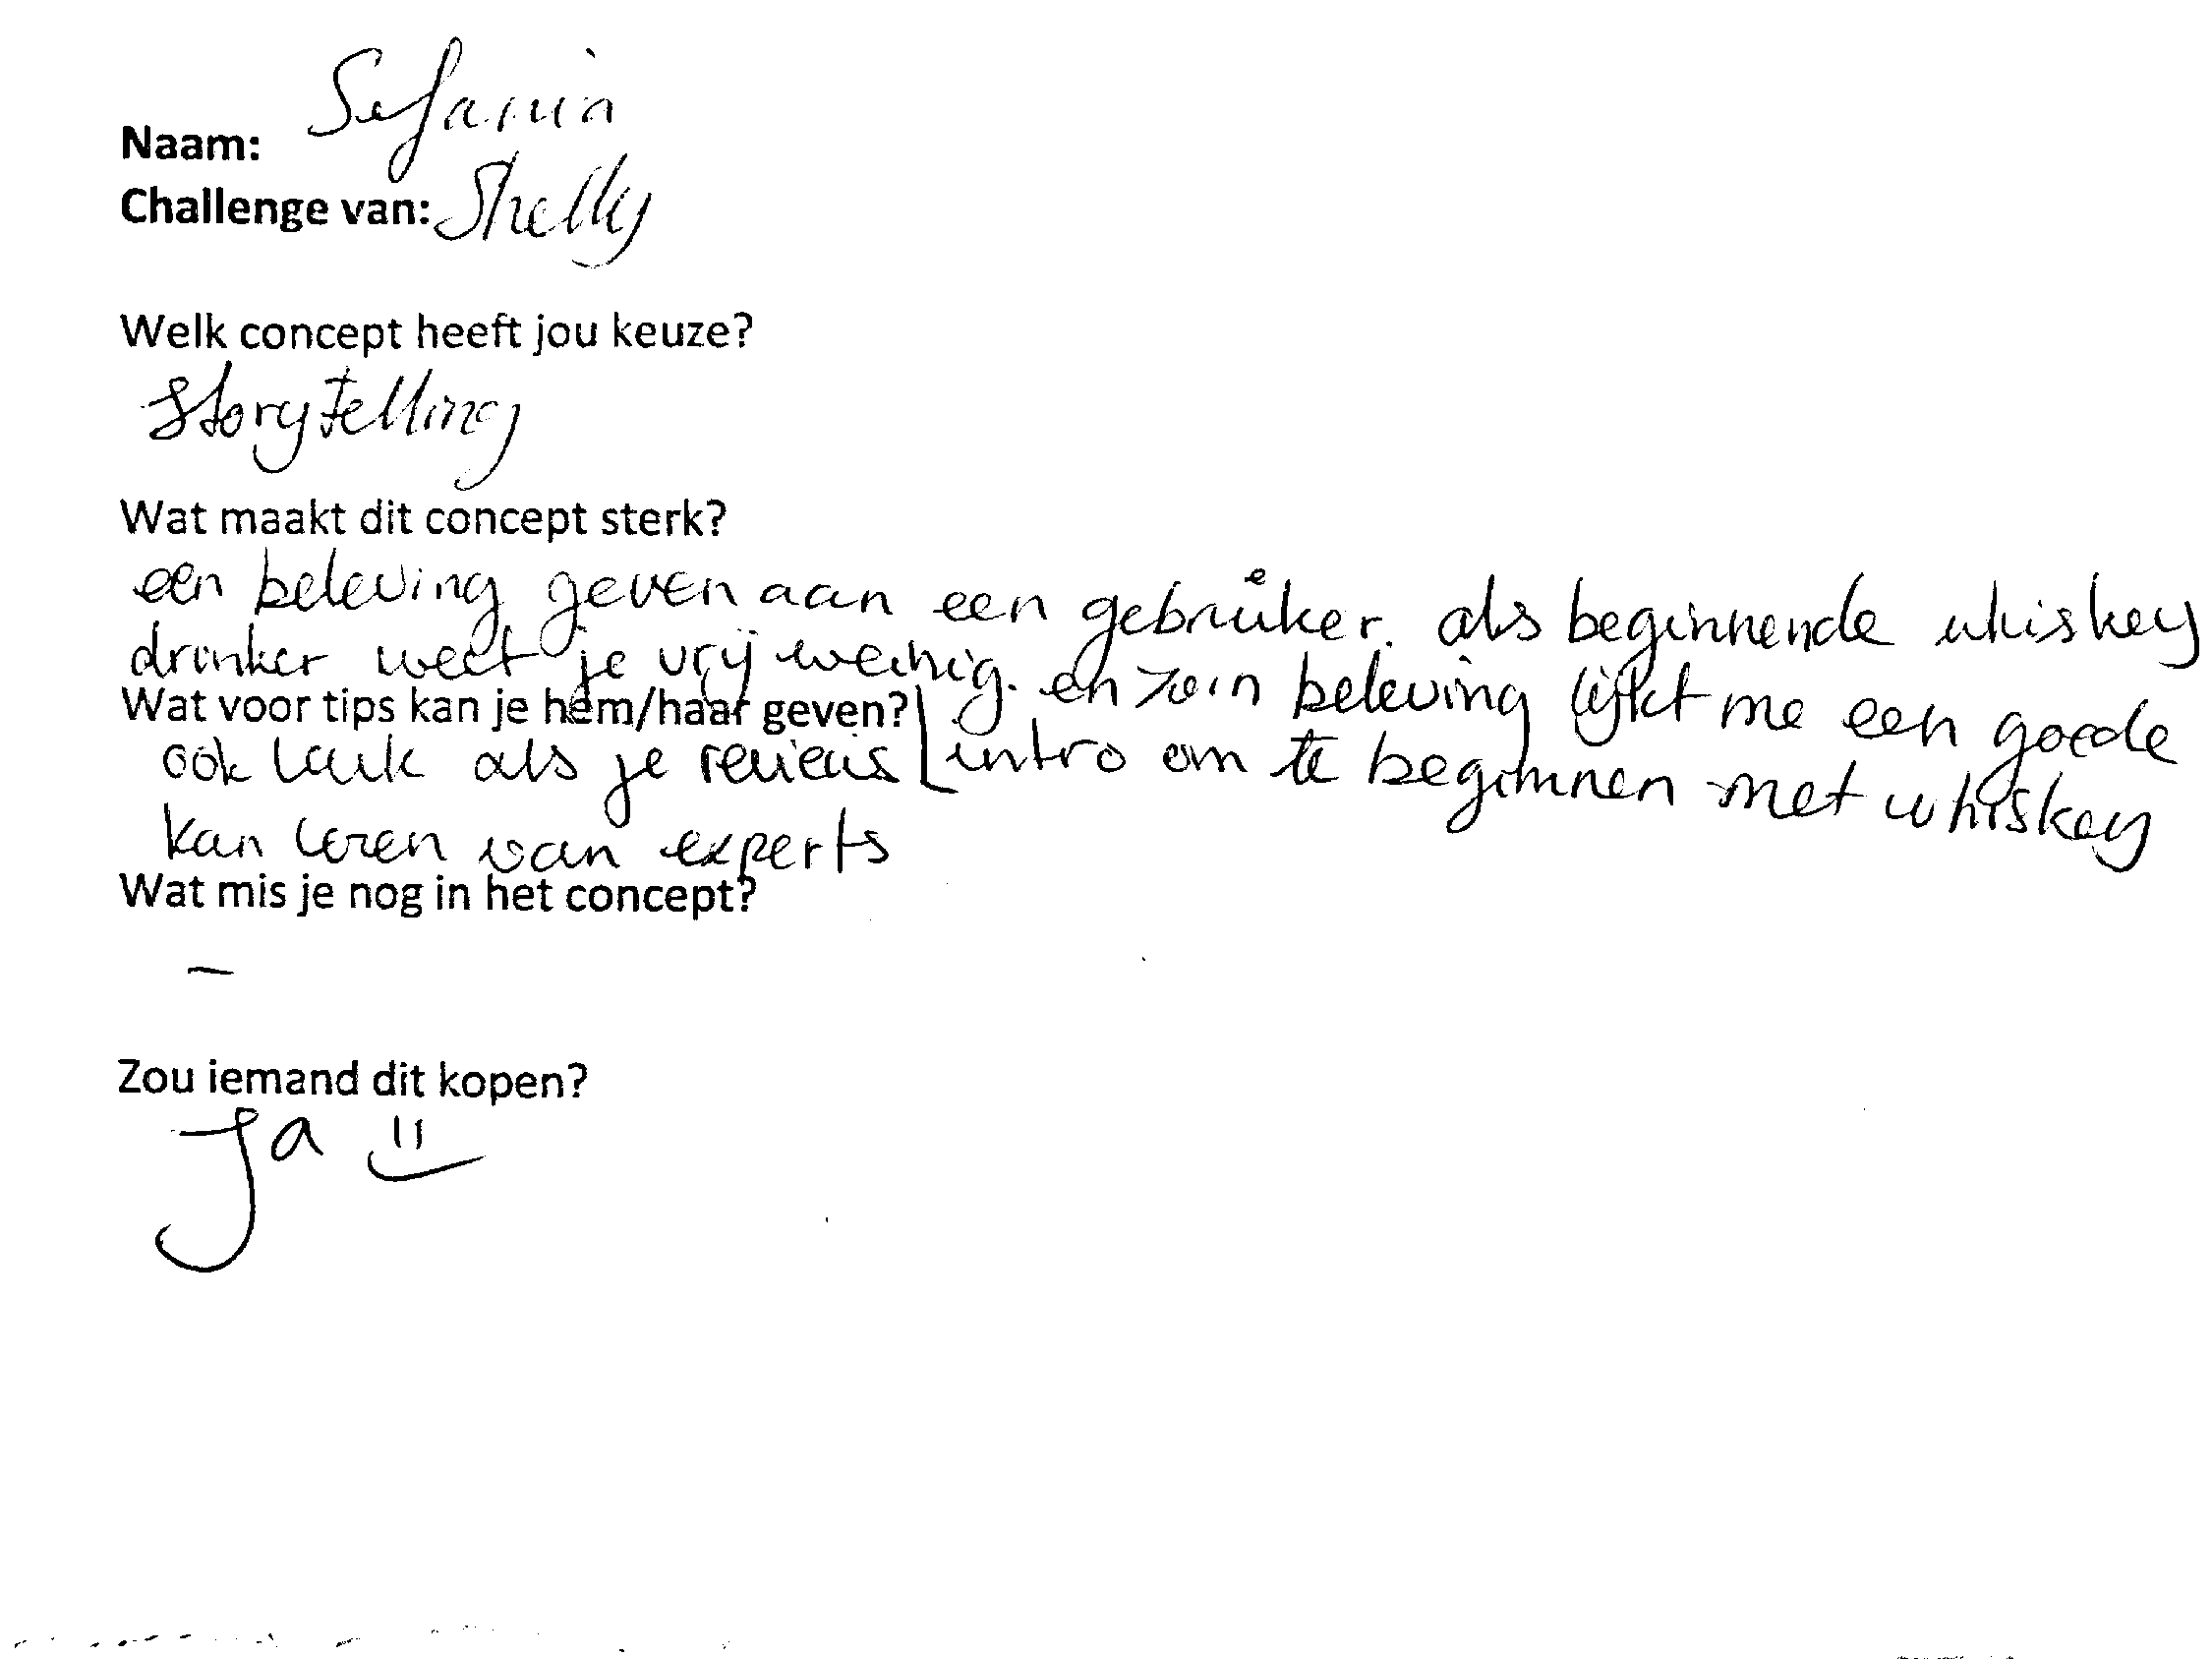 Naam: Sefania
Challenge van: Shelly
Welk concept heeft jou keuze?
Storytelling
Wat maakt dit concept sterk?
een beleving geven aan een gebruiker. als beginnende whiskey
drinker weet je vrij weinig. en zo'n beleving lijkt me een goede
intro om te beginnen met whiskey
Wat voor tips kan je hem/haar geven?
ook leuk als je reviews
kan lezen van experts
Wat mis je nog in het concept?
–
Zou iemand dit kopen?
Ja